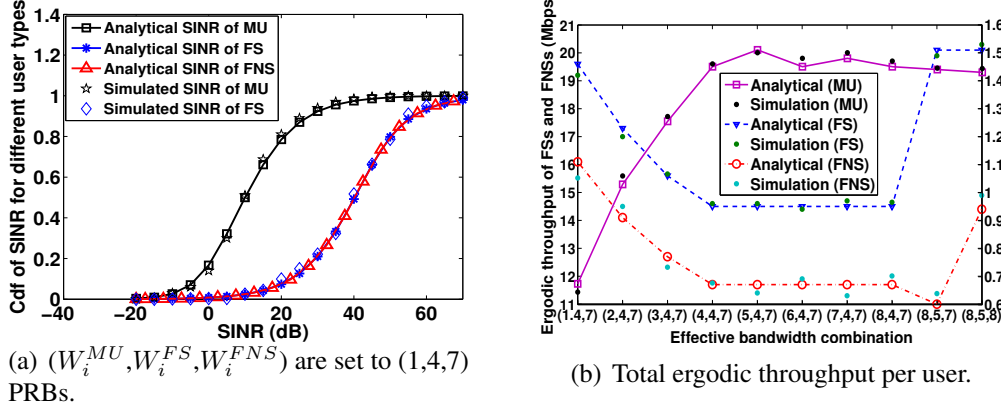 1.4
1.2
1
0.8
0.6
0.4
0.2
0
Cdf of SINR for different user types
Analytical SINR of MU
Analytical SINR of FS
Analytical SINR of FNS
Simulated SINR of MU
Simulated SINR of FS
−40 −20 0 20 40 60
SINR (dB)
(a) (W_i^{MU},W_i^{FS},W_i^{FNS}) are set to (1,4,7)
PRBs.
21
20
19
18
17
16
15
14
13
12
11
Ergodic throughput of FSs and FNSs (Mbps)
Analytical (MU)
Simulation (MU)
Analytical (FS)
Simulation (FS)
Analytical (FNS)
Simulation (FNS)
1.6
1.5
1.4
1.3
1.2
1.1
1
0.9
0.8
0.7
0.6
(1,4,7) (2,4,7) (3,4,7) (4,4,7) (5,4,7) (6,4,7) (7,4,7) (8,4,7) (8,5,7) (8,5,8)
Effective bandwidth combination
(b) Total ergodic throughput per user.